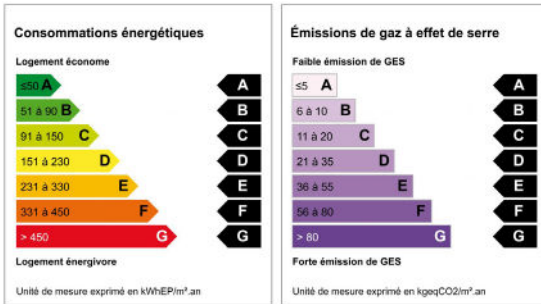 Consommations énergétiques
Logement économe
≤50 A A
51 à 90 B B
91 à 150 C C
151 à 230 D D
231 à 330 E E
331 à 450 F F
> 450 G G
Logement énergivore
Unité de mesure exprimé en kWhEP/m².an
Émissions de gaz à effet de serre
Faible émission de GES
≤5 A A
6 à 10 B B
11 à 20 C C
21 à 35 D D
36 à 55 E E
56 à 80 F F
> 80 G G
Forte émission de GES
Unité de mesure exprimé en kgeqCO2/m².an